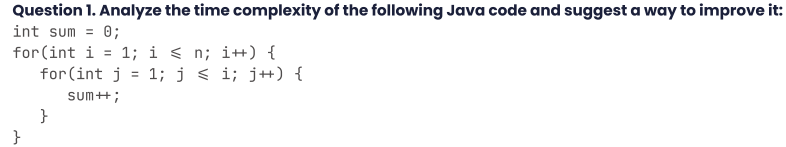 Question 1. Analyze the time complexity of the following Java code and suggest a way to improve it:
int sum = 0;
for(int i = 1; i <= n; i++) {
   for(int j = 1; j <= i; j++) {
      sum++;
   }
}